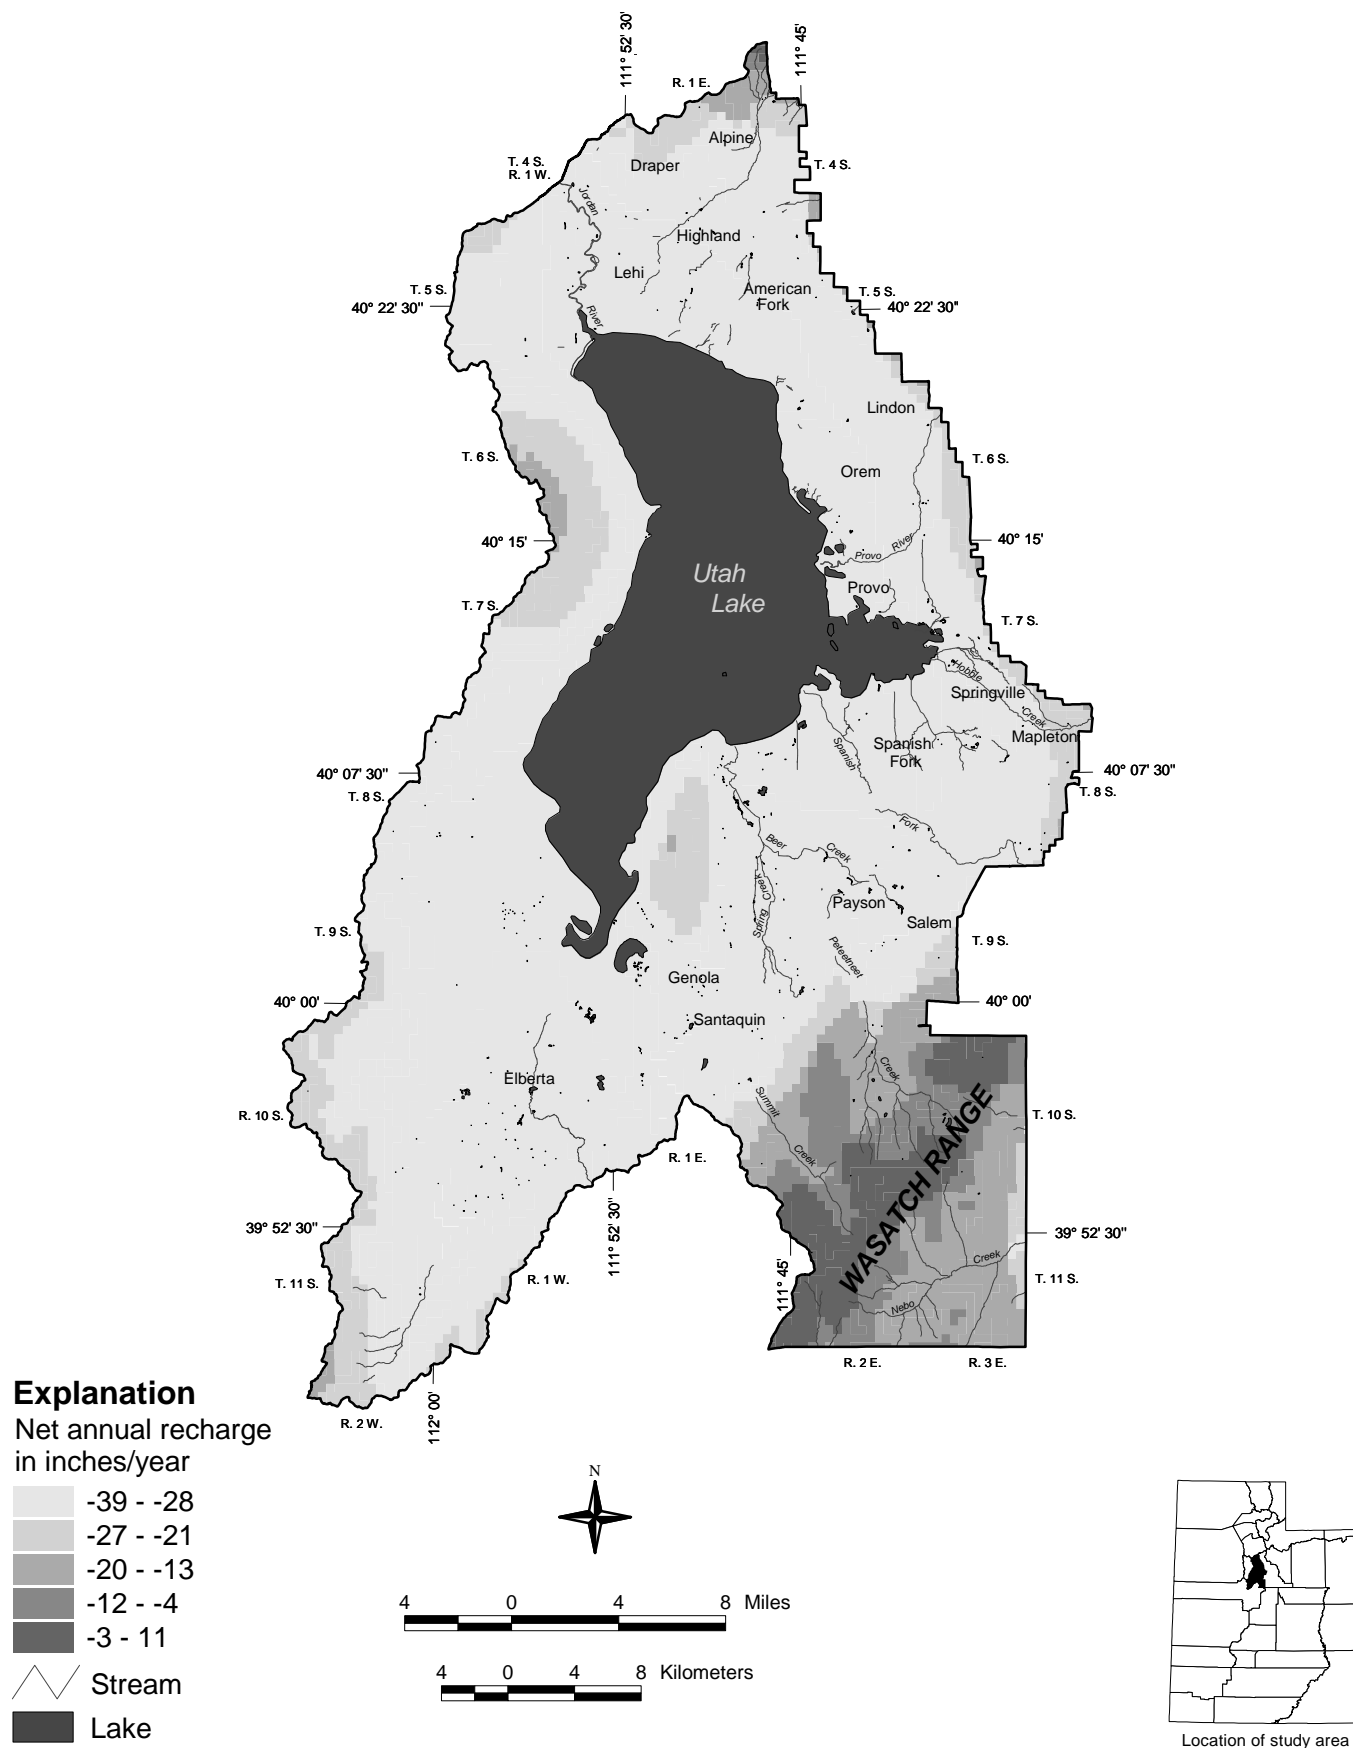 111° 52' 30"
111° 45'
R. 1 E.
Alpine
T. 4 S.
R. 1 W.
Draper
T. 4 S.
Jordan
Highland
Lehi
T. 5 S.
40° 22' 30"
American
Fork
T. 5 S.
40° 22' 30"
River
Lindon
T. 6 S.
T. 6 S.
Orem
40° 15'
40° 15'
Provo River
Utah
Lake
Provo
T. 7 S.
T. 7 S.
Hobble
Springville
Creek
Mapleton
Spanish
Spanish
Fork
40° 07' 30"
T. 8 S.
40° 07' 30"
T. 8 S.
Fork
Beer
Creek
Spring Creek
Payson
Salem
T. 9 S.
T. 9 S.
Peteetneet
Genola
40° 00'
40° 00'
Santaquin
Creek
Elberta
Summit
Creek
R. 10 S.
T. 10 S.
R. 1 E.
WASATCH RANGE
39° 52' 30"
39° 52' 30"
111° 52' 30"
111° 45'
Creek
Nebo
T. 11 S.
R. 1 W.
T. 11 S.
R. 2 E.
R. 3 E.
R. 2 W.
112° 00'
Explanation
Net annual recharge
in inches/year
-39 - -28
-27 - -21
-20 - -13
-12 - -4
-3 - 11
Stream
Lake
N
4 0 4 8 Miles
4 0 4 8 Kilometers
Location of study area